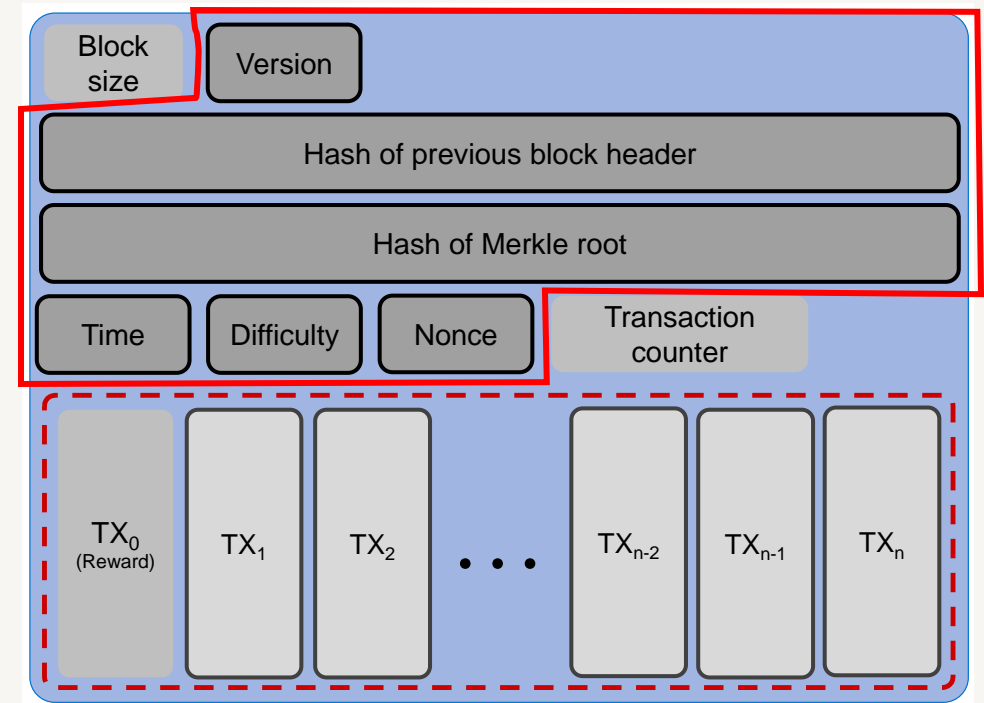 Block
size
Version
Hash of previous block header
Hash of Merkle root
Time
Difficulty
Nonce
Transaction
counter
TX0
(Reward)
TX1
TX2
. . .
TXn-2
TXn-1
TXn